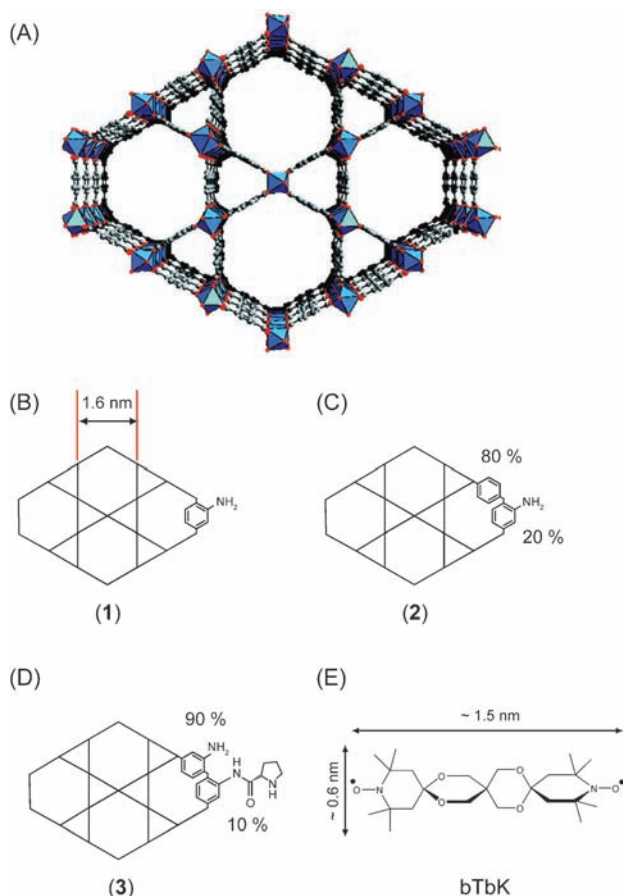 (A)
(B)
1.6 nm
NH2
(1)
(C)
80 %
NH2
20 %
(2)
(D)
90 %
NH2
H
N
N
H
O
10 %
(3)
(E)
~ 1.5 nm
~ 0.6 nm
•O
N
O
O
O
O
N
O•
bTbK